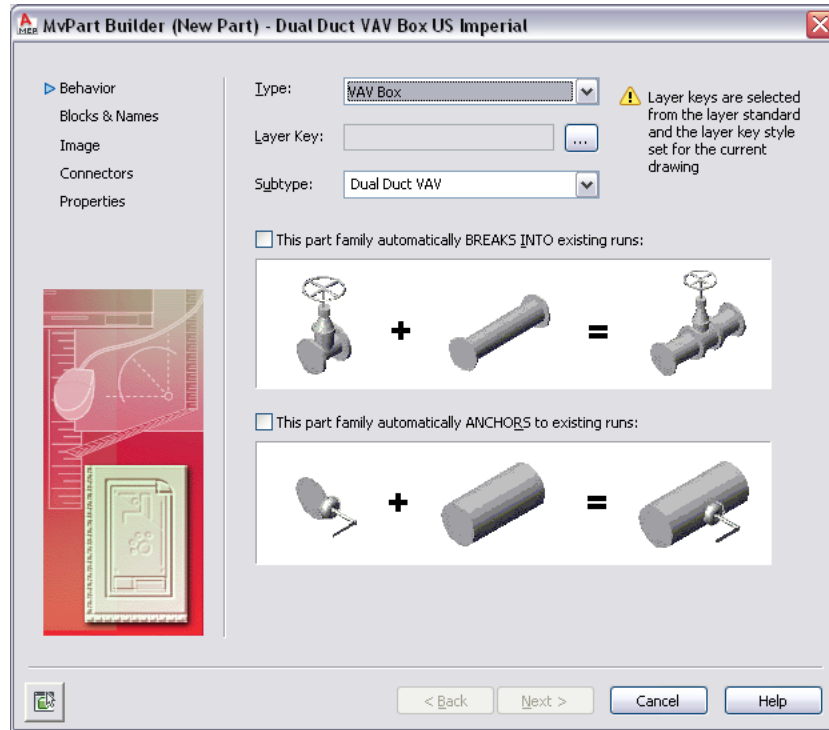 MvPart Builder (New Part) - Dual Duct VAV Box US Imperial
Behavior
Blocks & Names
Image
Connectors
Properties
Type:
VAV Box
Layer Key:
...
Subtype:
Dual Duct VAV
Layer keys are selected
from the layer standard
and the layer key style
set for the current
drawing
This part family automatically BREAKS INTO existing runs:
+
=
This part family automatically ANCHORS to existing runs:
+
=
< Back
Next >
Cancel
Help